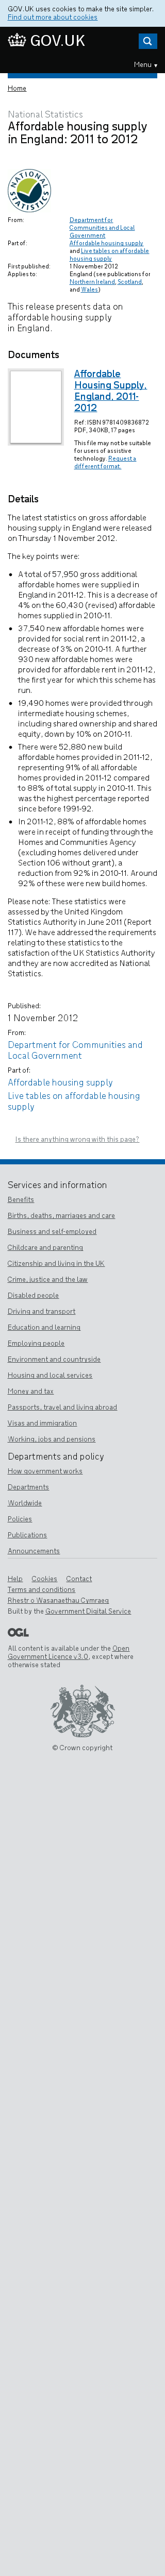 GOV.UK uses cookies to make the site simpler.
Find out more about cookies
GOV.UK
Menu ▾
Home
National Statistics
Affordable housing supply
in England: 2011 to 2012
From: Department for
Communities and Local
Government
Part of: Affordable housing supply
and Live tables on affordable
housing supply
First published: 1 November 2012
Applies to: England (see publications for
Northern Ireland, Scotland,
and Wales)
This release presents data on
affordable housing supply
in England.
Documents
Affordable
Housing Supply,
England, 2011-
2012
Ref: ISBN 9781409836872
PDF, 340KB, 17 pages
This file may not be suitable
for users of assistive
technology. Request a
different format.
Details
The latest statistics on gross affordable
housing supply in England were released
on Thursday 1 November 2012.
The key points were:
• A total of 57,950 gross additional
affordable homes were supplied in
England in 2011-12. This is a decrease of
4% on the 60,430 (revised) affordable
homes supplied in 2010-11.
• 37,540 new affordable homes were
provided for social rent in 2011-12, a
decrease of 3% on 2010-11. A further
930 new affordable homes were
provided for affordable rent in 2011-12,
the first year for which this scheme has
run.
• 19,490 homes were provided through
intermediate housing schemes,
including shared ownership and shared
equity, down by 10% on 2010-11.
• There were 52,880 new build
affordable homes provided in 2011-12,
representing 91% of all affordable
homes provided in 2011-12 compared
to 88% of total supply in 2010-11. This
was the highest percentage reported
since before 1991-92.
• In 2011-12, 88% of affordable homes
were in receipt of funding through the
Homes and Communities Agency
(excluding those delivered under
Section 106 without grant), a
reduction from 92% in 2010-11. Around
92% of these were new build homes.
Please note: These statistics were
assessed by the United Kingdom
Statistics Authority in June 2011 (Report
117). We have addressed requirements
relating to these statistics to the
satisfaction of the UK Statistics Authority
and they are now accredited as National
Statistics.
Published:
1 November 2012
From:
Department for Communities and
Local Government
Part of:
Affordable housing supply
Live tables on affordable housing
supply
Is there anything wrong with this page?
Services and information
Benefits
Births, deaths, marriages and care
Business and self-employed
Childcare and parenting
Citizenship and living in the UK
Crime, justice and the law
Disabled people
Driving and transport
Education and learning
Employing people
Environment and countryside
Housing and local services
Money and tax
Passports, travel and living abroad
Visas and immigration
Working, jobs and pensions
Departments and policy
How government works
Departments
Worldwide
Policies
Publications
Announcements
Help Cookies Contact
Terms and conditions
Rhestr o Wasanaethau Cymraeg
Built by the Government Digital Service
OGL
All content is available under the Open
Government Licence v3.0, except where
otherwise stated
© Crown copyright